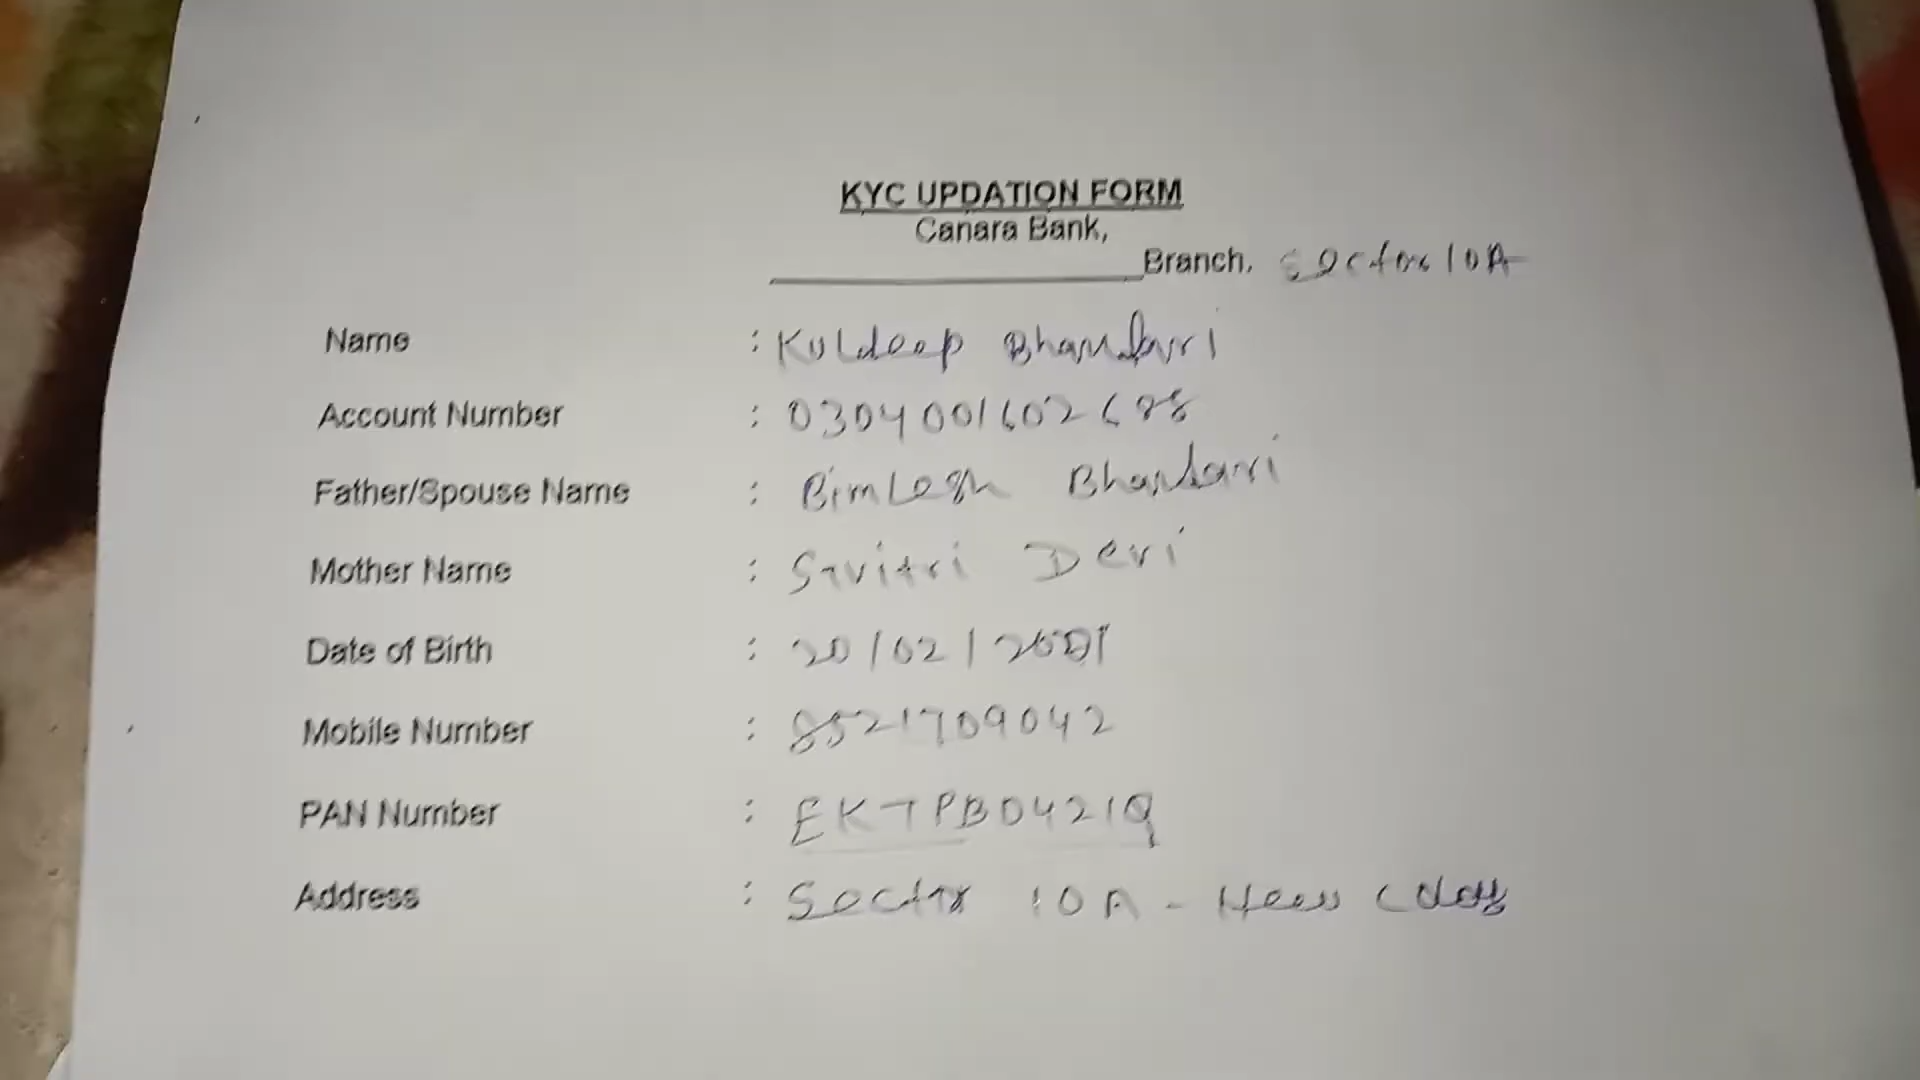 KYC UPDATION FORM
Canara Bank,
Branch, Sector 10A
Name : Kuldeep Bhandari
Account Number : 0304001602688
Father/Spouse Name : Bimlesh Bhandari
Mother Name : Savitri Devi
Date of Birth : 20/02/2001
Mobile Number : 8521709042
PAN Number : EKTPB0421Q
Address : Sector 10A -